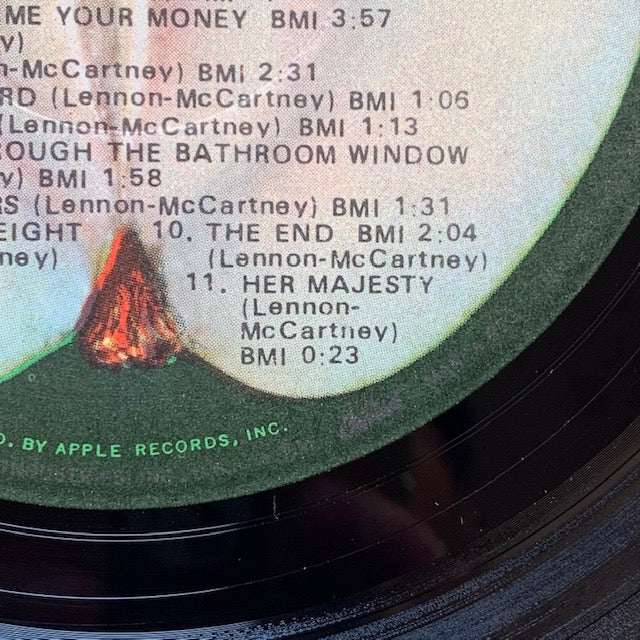 ME YOUR MONEY BMI 3:57
y)
n-McCartney) BMI 2:31
RD (Lennon-McCartney) BMI 1:06
(Lennon-McCartney) BMI 1:13
ROUGH THE BATHROOM WINDOW
y) BMI 1:58
RS (Lennon-McCartney) BMI 1:31
EIGHT 10. THE END BMI 2:04
ney) (Lennon-McCartney)
11. HER MAJESTY
(Lennon-
McCartney)
BMI 0:23
D. BY APPLE RECORDS, INC.